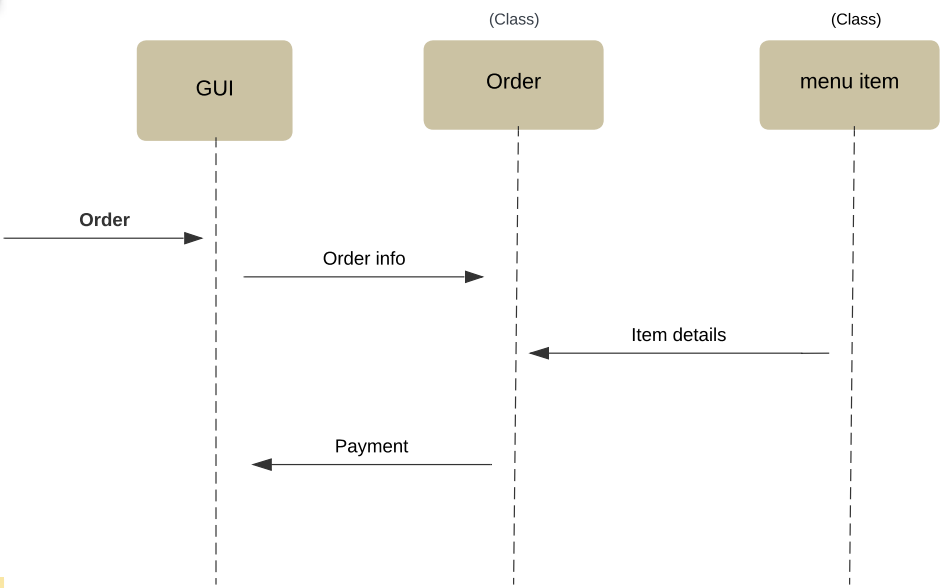 (Class)
(Class)
GUI
Order
menu item
Order
Order info
Item details
Payment